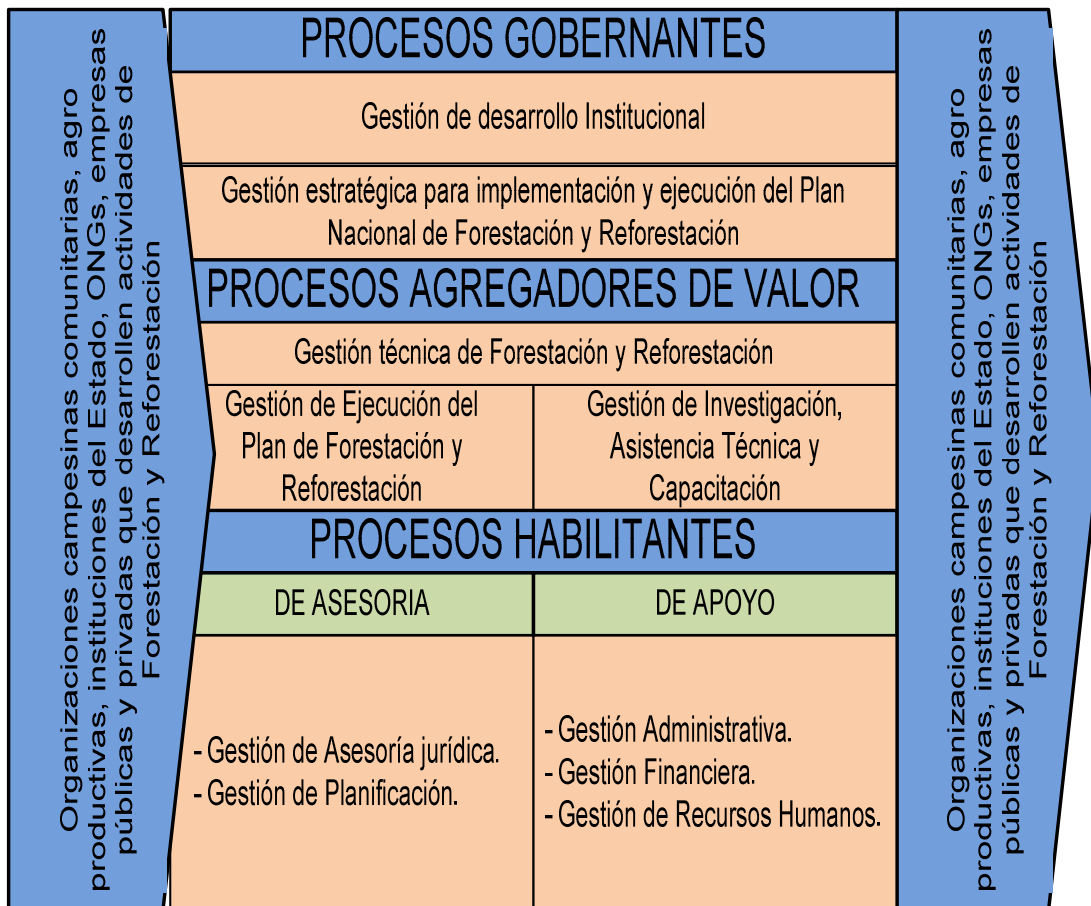 Organizaciones campesinas comunitarias, agro
productivas, instituciones del Estado, ONGs, empresas
públicas y privadas que desarrollen actividades de
Forestación y Reforestación
PROCESOS GOBERNANTES
Gestión de desarrollo Institucional
Gestión estratégica para implementación y ejecución del Plan
Nacional de Forestación y Reforestación
PROCESOS AGREGADORES DE VALOR
Gestión técnica de Forestación y Reforestación
Gestión de Ejecución del
Plan de Forestación y
Reforestación
Gestión de Investigación,
Asistencia Técnica y
Capacitación
PROCESOS HABILITANTES
DE ASESORIA
- Gestión de Asesoría jurídica.
- Gestión de Planificación.
DE APOYO
- Gestión Administrativa.
- Gestión Financiera.
- Gestión de Recursos Humanos.
Organizaciones campesinas comunitarias, agro
productivas, instituciones del Estado, ONGs, empresas
públicas y privadas que desarrollen actividades de
Forestación y Reforestación